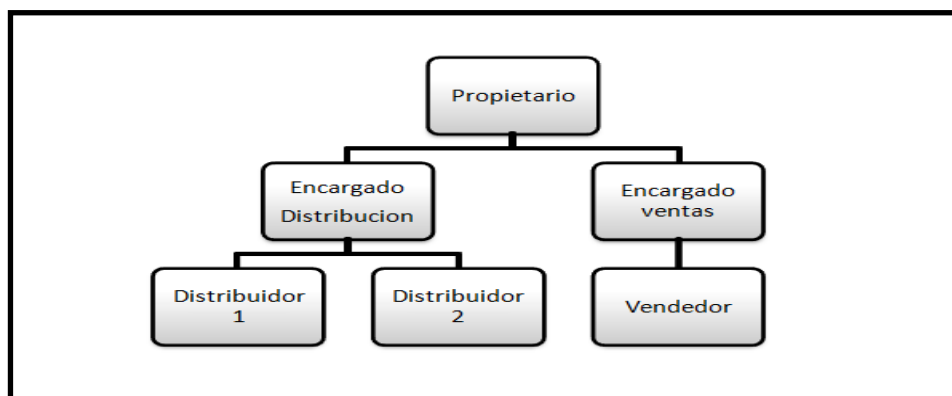 Propietario
Encargado
Distribucion
Encargado
ventas
Distribuidor
1
Distribuidor
2
Vendedor